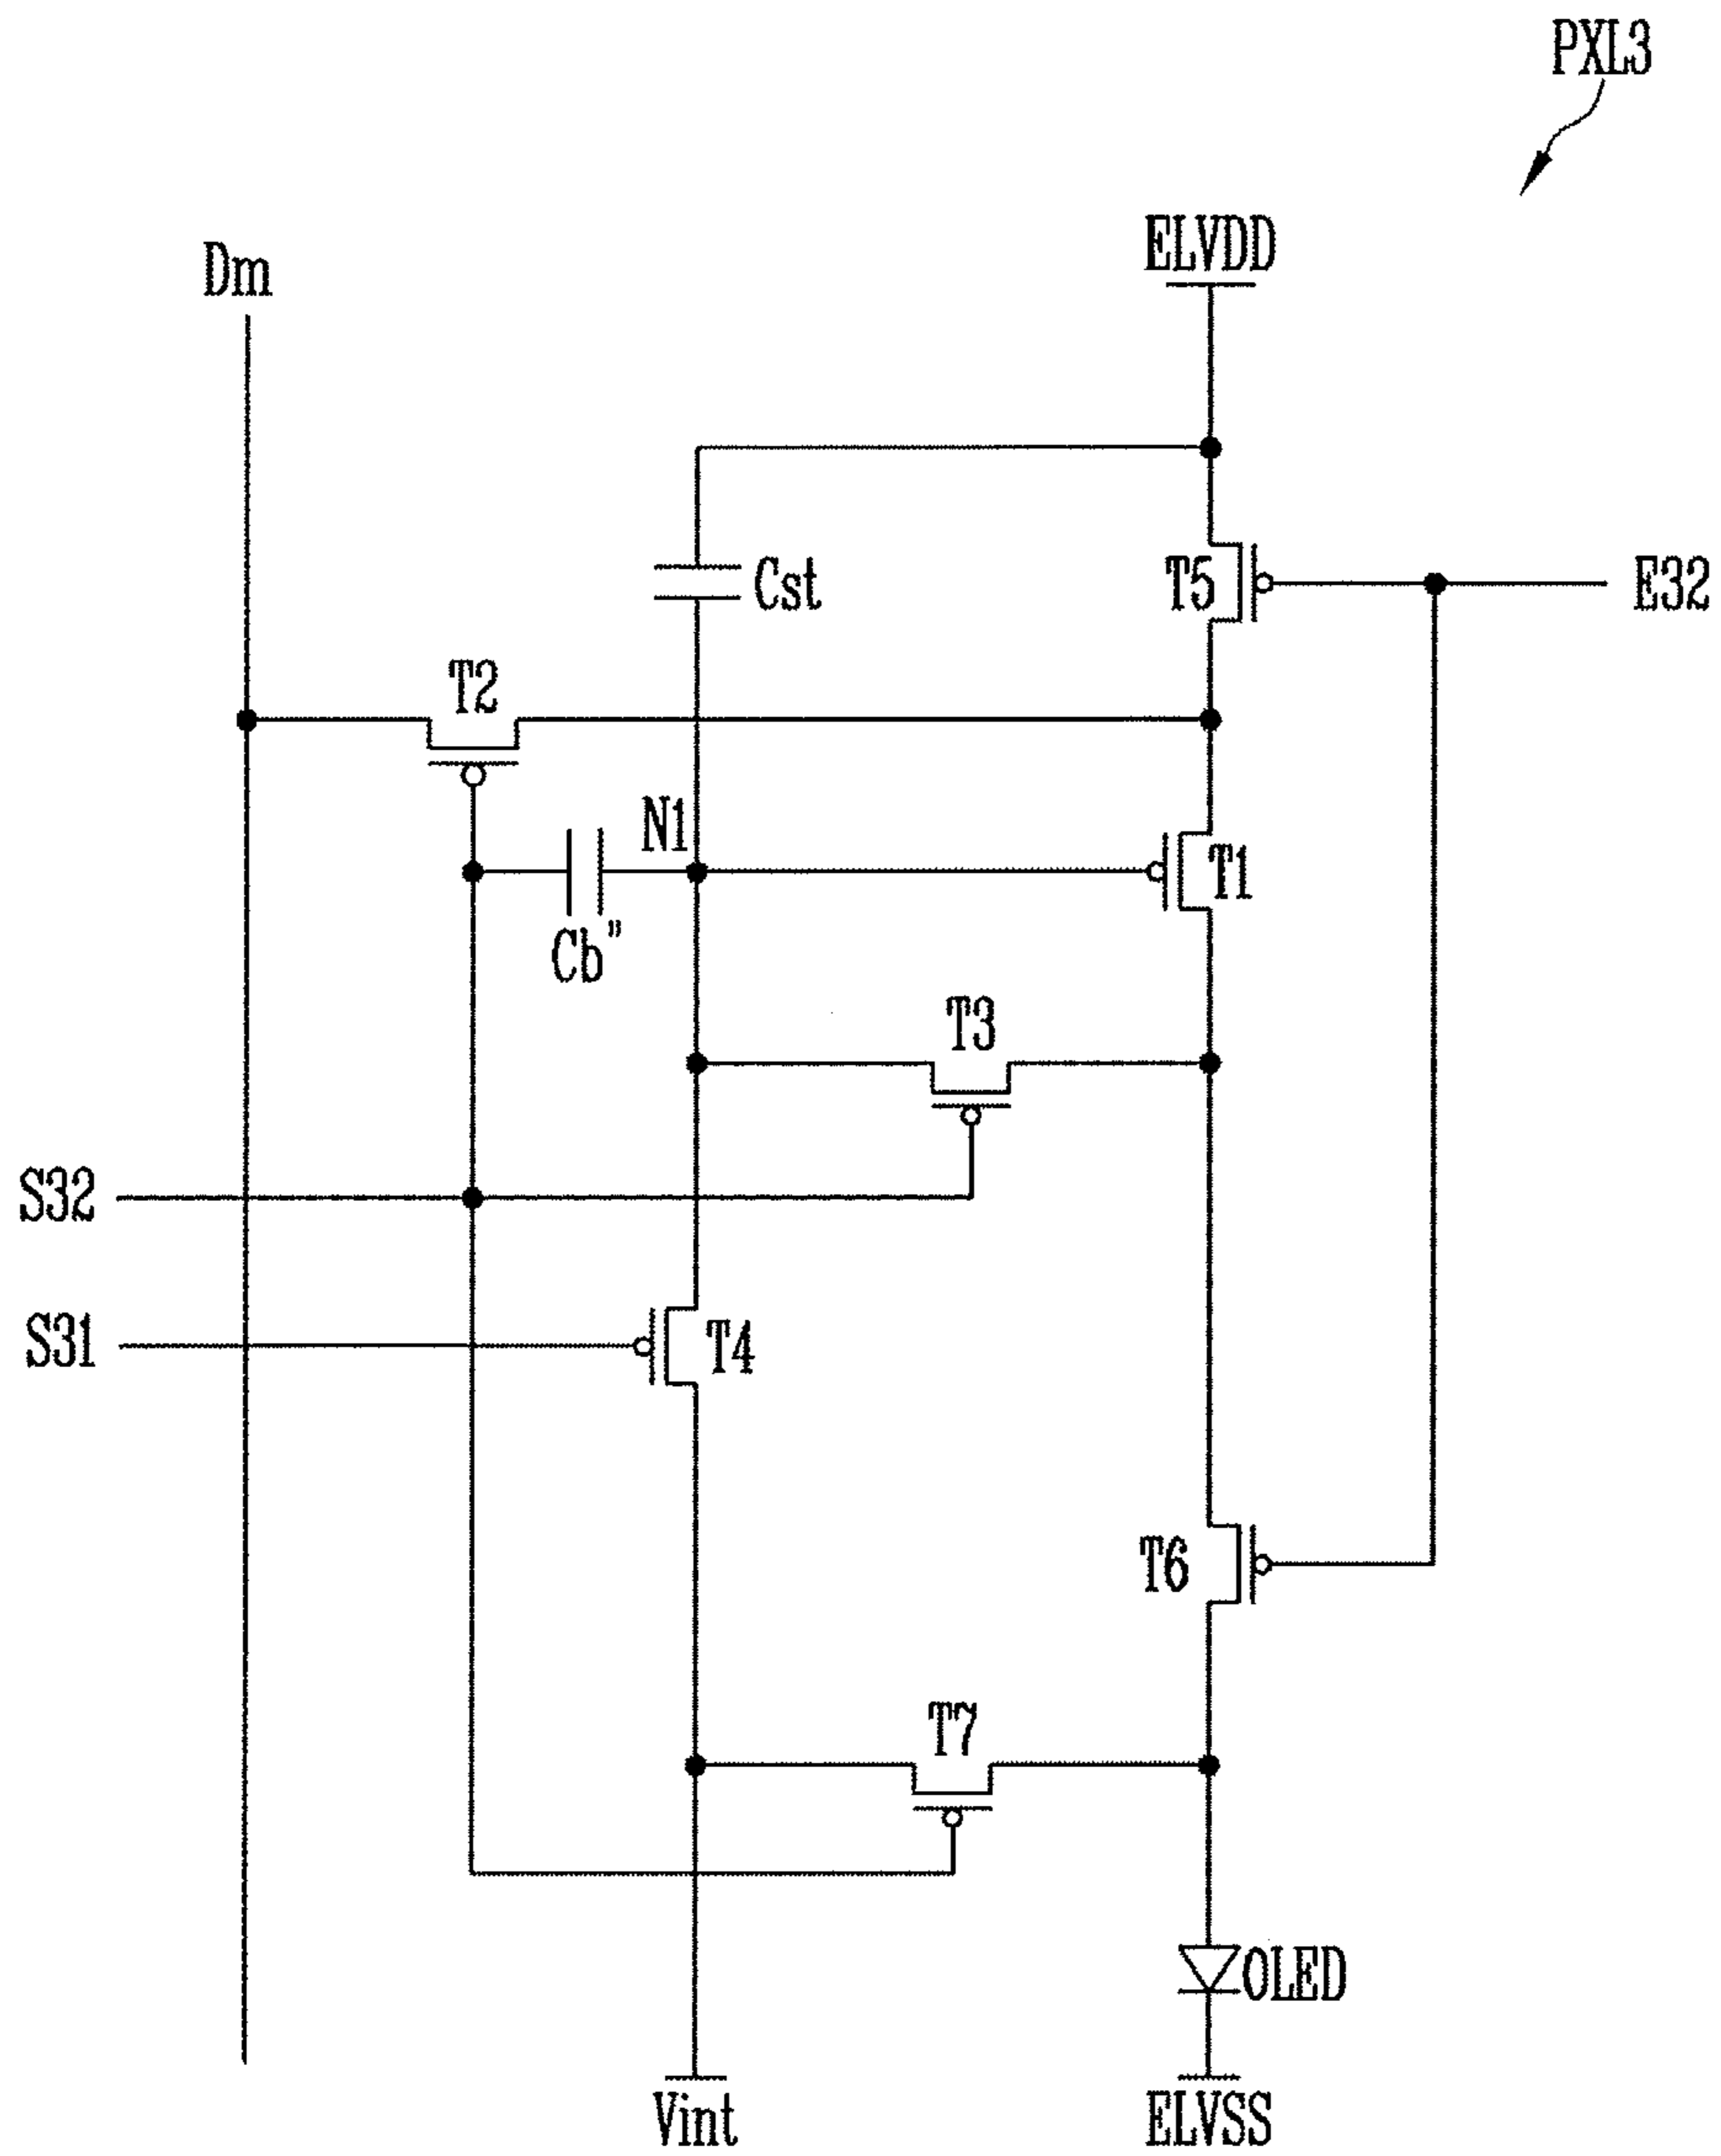 PXL3
ELVDD
Dm
T5
E32
Cst
T2
N1
T1
Cb"
T3
S32
S31
T4
T6
T7
OLED
Vint
ELVSS